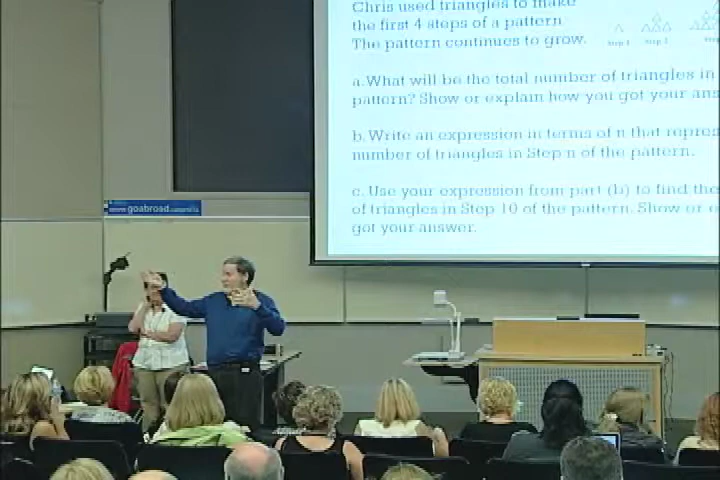 Chris used triangles to make
the first 4 steps of a pattern
The pattern continues to grow.
Step 1 Step 2 Step
a. What will be the total number of triangles in
pattern? Show or explain how you got your ans
b. Write an expression in terms of n that repres
number of triangles in Step n of the pattern.
c. Use your expression from part (b) to find the
of triangles in Step 10 of the pattern. Show or e
got your answer.
www.goabroad